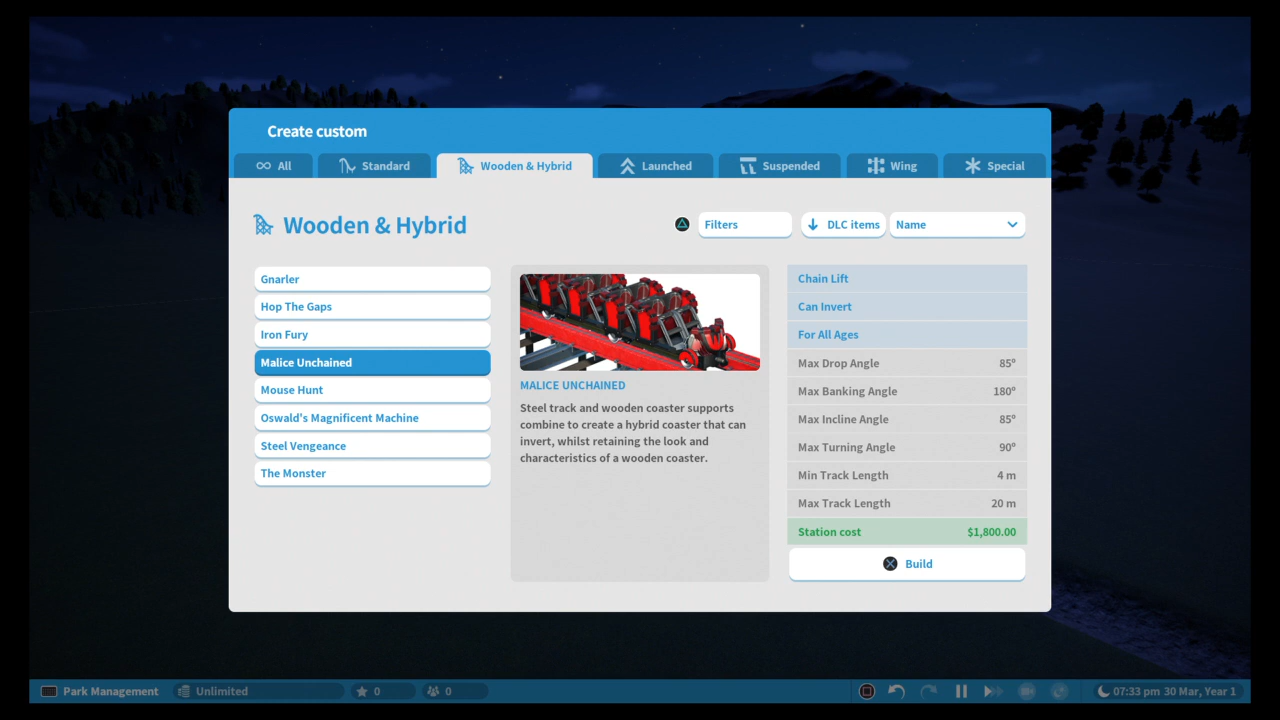 Create custom
All
Standard
Wooden & Hybrid
Launched
Suspended
Wing
Special
Wooden & Hybrid
Filters
DLC items
Name
Gnarler
Hop The Gaps
Iron Fury
Malice Unchained
Mouse Hunt
Oswald's Magnificent Machine
Steel Vengeance
The Monster
MALICE UNCHAINED
Steel track and wooden coaster supports
combine to create a hybrid coaster that can
invert, whilst retaining the look and
characteristics of a wooden coaster.
Chain Lift
Can Invert
For All Ages
Max Drop Angle 85º
Max Banking Angle 180º
Max Incline Angle 85º
Max Turning Angle 90º
Min Track Length 4 m
Max Track Length 20 m
Station cost $1,800.00
Build
Park Management Unlimited 0 0 07:33 pm 30 Mar, Year 1